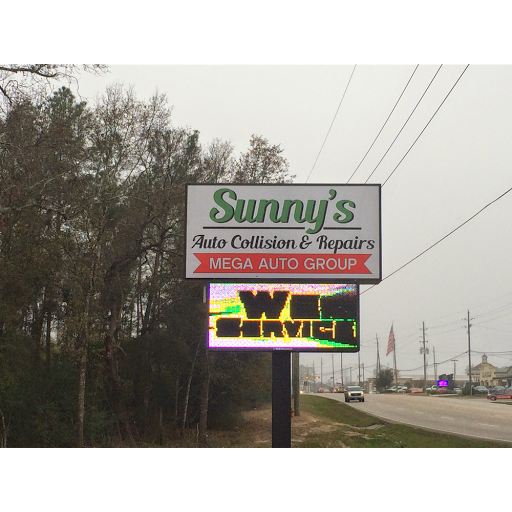 Sunny's
Auto Collision & Repairs
MEGA AUTO GROUP
WE
SERVICE